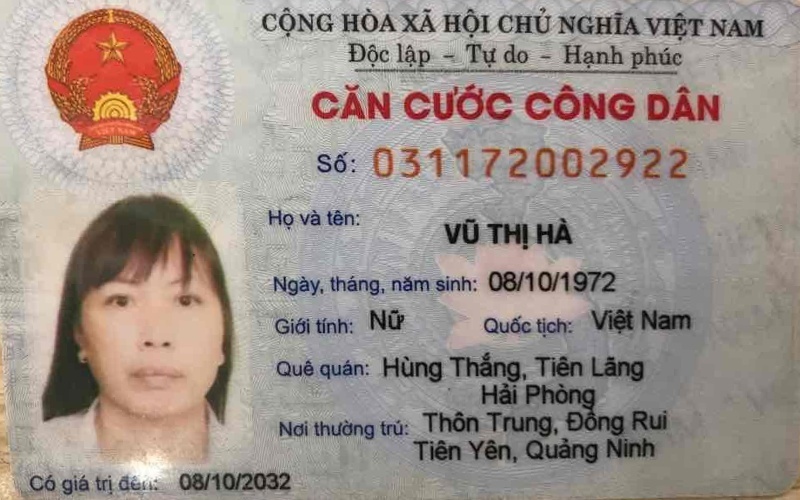 CỘNG HÒA XÃ HỘI CHỦ NGHĨA VIỆT NAM
Độc lập - Tự do - Hạnh phúc
CĂN CƯỚC CÔNG DÂN
Số: 031172002922
Họ và tên:
VŨ THỊ HÀ
Ngày, tháng, năm sinh: 08/10/1972
Giới tính: Nữ Quốc tịch: Việt Nam
Quê quán: Hùng Thắng, Tiên Lãng
Hải Phòng
Nơi thường trú: Thôn Trung, Đồng Rui
Tiên Yên, Quảng Ninh
Có giá trị đến: 08/10/2032
VIỆT NAM